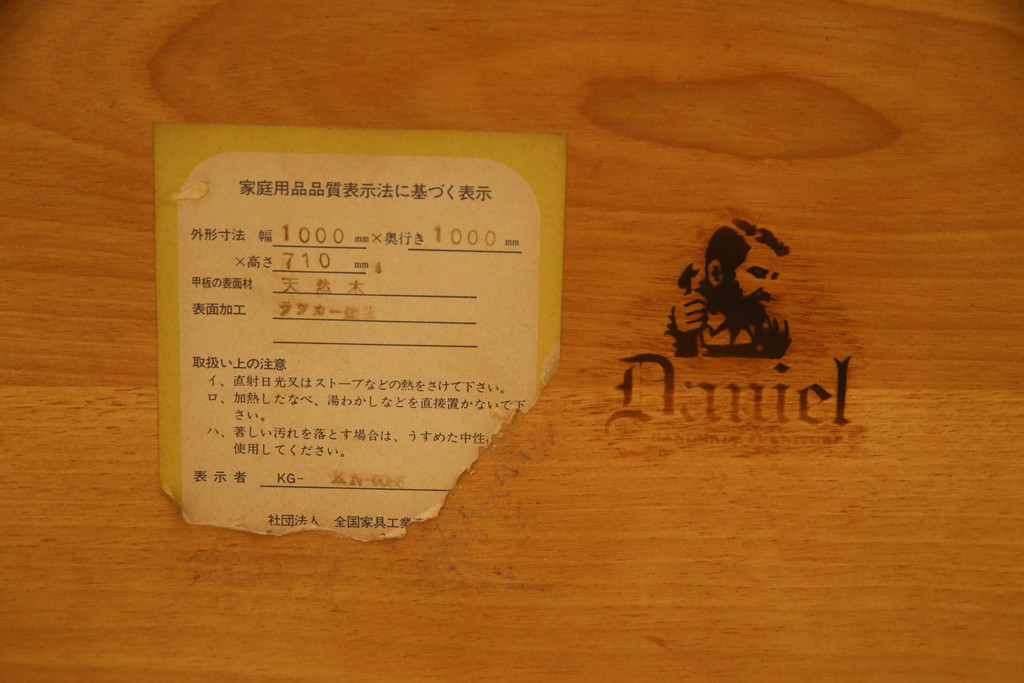 家庭用品品質表示法に基づく表示
外形寸法 幅 1000 mm×奥行き 1000 mm
×高さ 710 mm
甲板の表面材 天然木
表面加工 ラッカー
取扱い上の注意
イ、直射日光又はストーブなどの熱をさけて下さい。
ロ、加熱したなべ、湯わかしなどを直接置かないで下
さい。
ハ、著しい汚れを落とす場合は、うすめた中性
使用してください。
表示者 KG- KN-0086
社団法人 全国家具工業
Daniel